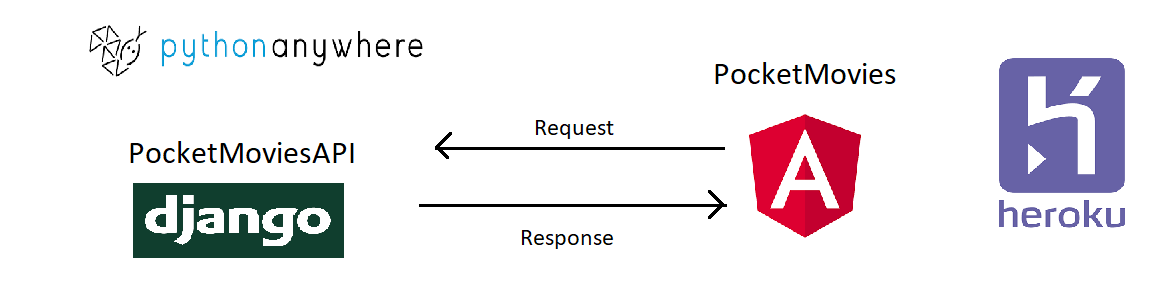 pythonanywhere
PocketMovies
Request
PocketMoviesAPI
django
A
Response
heroku